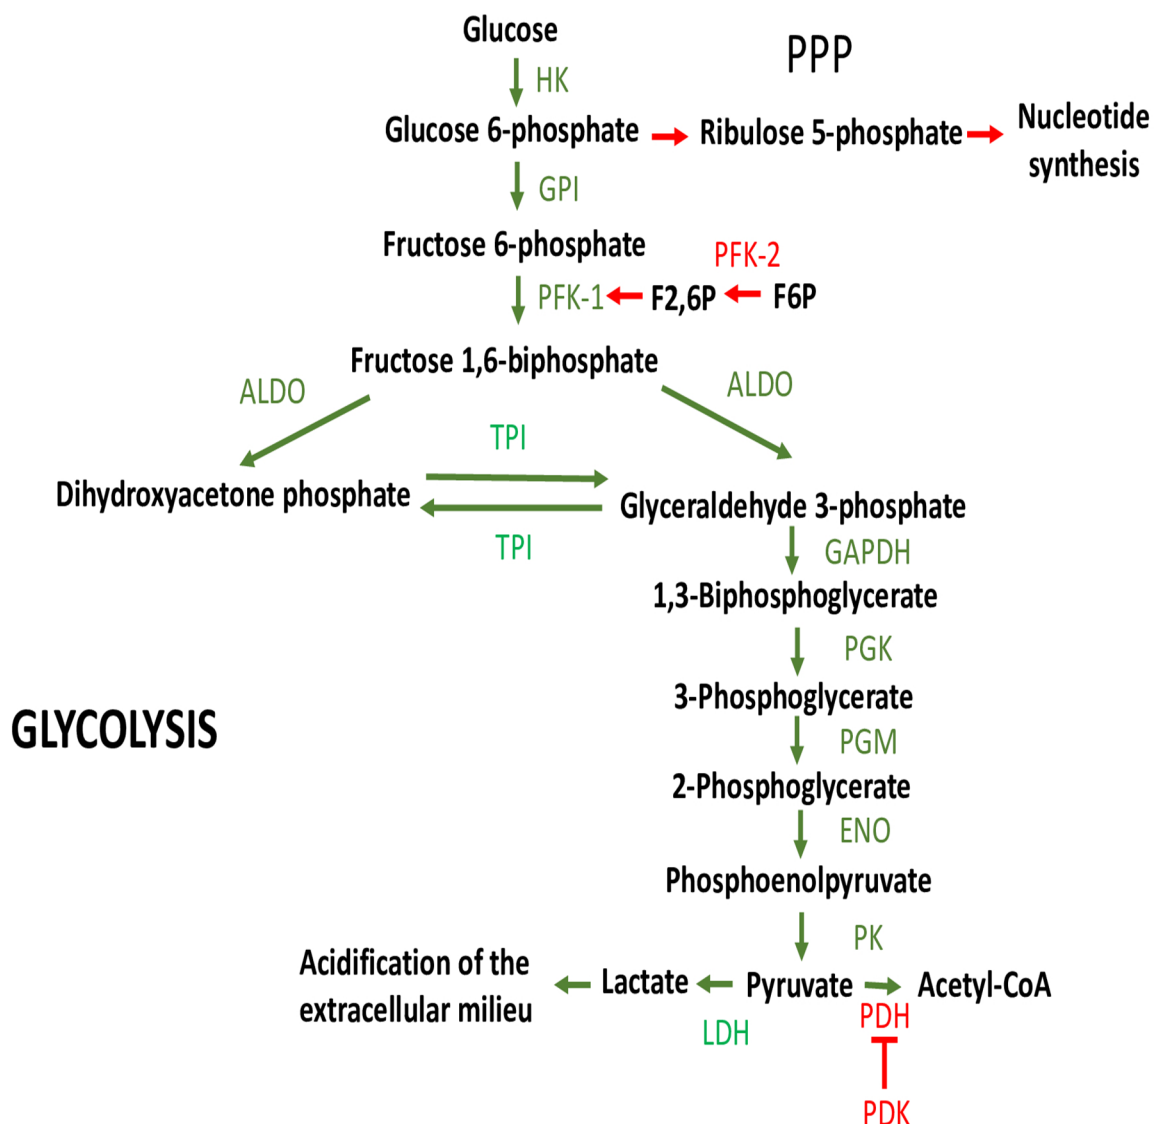 Glucose
PPP
HK
Glucose 6-phosphate
Ribulose 5-phosphate
Nucleotide
synthesis
GPI
Fructose 6-phosphate
PFK-2
PFK-1
F2,6P
F6P
Fructose 1,6-biphosphate
ALDO
ALDO
TPI
Dihydroxyacetone phosphate
Glyceraldehyde 3-phosphate
TPI
GAPDH
1,3-Biphosphoglycerate
PGK
3-Phosphoglycerate
GLYCOLYSIS
PGM
2-Phosphoglycerate
ENO
Phosphoenolpyruvate
PK
Acidification of the
extracellular milieu
Lactate
Pyruvate
Acetyl-CoA
LDH
PDH
PDK